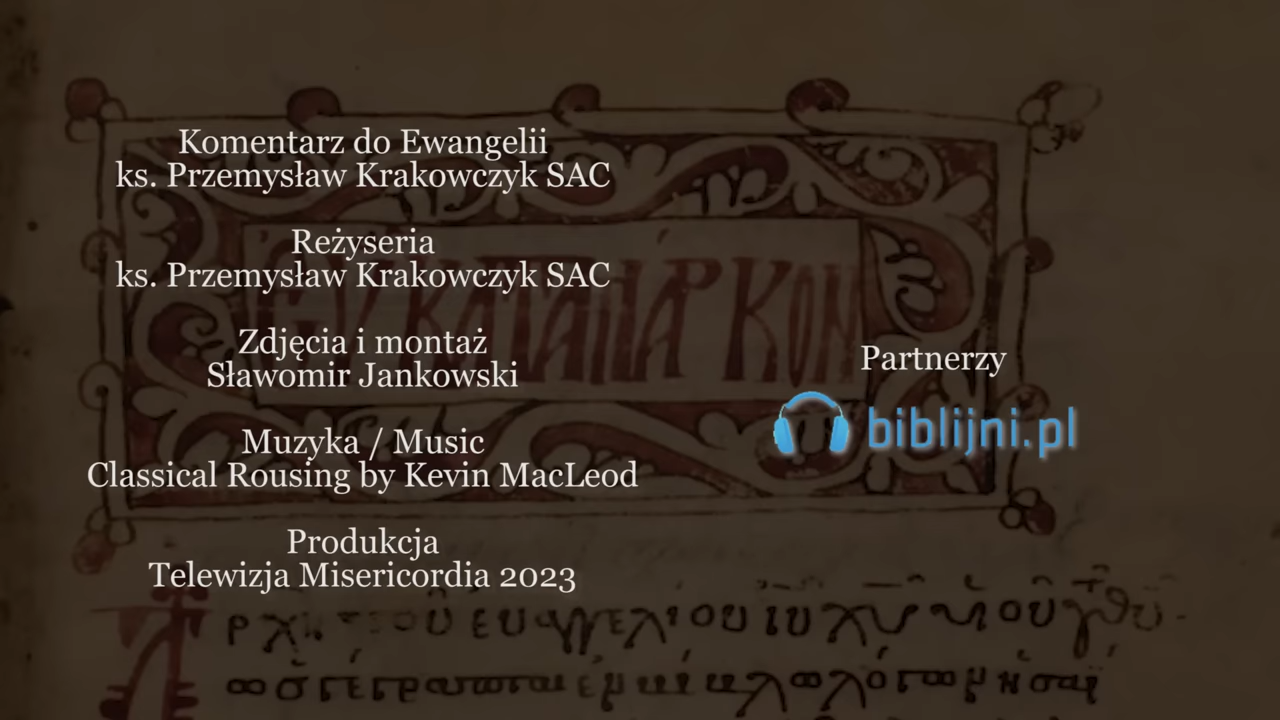 Komentarz do Ewangelii
ks. Przemysław Krakowczyk SAC
Reżyseria
ks. Przemysław Krakowczyk SAC
Zdjęcia i montaż
Sławomir Jankowski
Muzyka / Music
Classical Rousing by Kevin MacLeod
Produkcja
Telewizja Misericordia 2023
Partnerzy
biblijni.pl